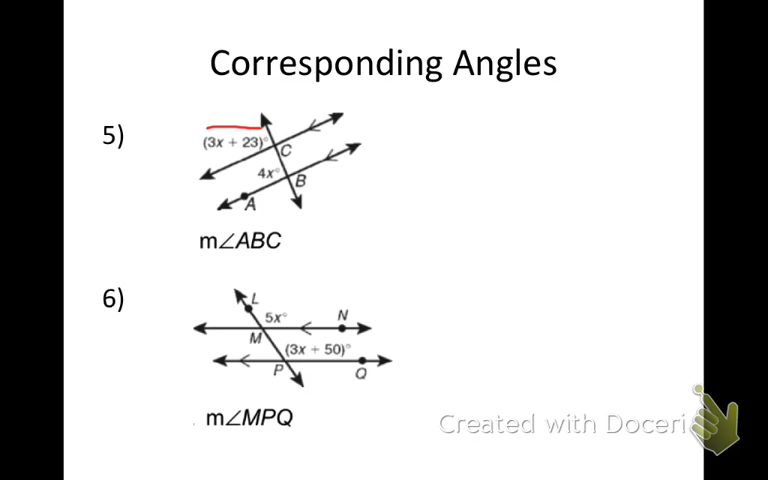 Corresponding Angles
5)
(3x + 23)°
C
4x°
B
A
m∠ABC
6)
L
5x°
N
M
(3x + 50)°
P
Q
m∠MPQ
Created with Doceri